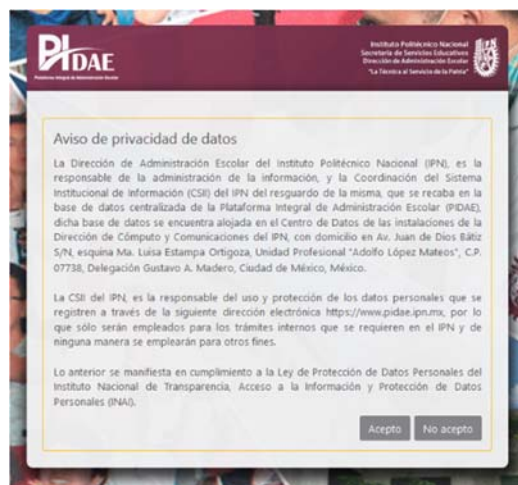 PIDAE
Plataforma Integral de Administración Escolar
Instituto Politécnico Nacional
Secretaría de Servicios Educativos
Dirección de Administración Escolar
"La Técnica al Servicio de la Patria"
Aviso de privacidad de datos
La Dirección de Administración Escolar del Instituto Politécnico Nacional (IPN), es la
responsable de la administración de la información, y la Coordinación del Sistema
Institucional de Información (CSII) del IPN del resguardo de la misma, que se recaba en la
base de datos centralizada de la Plataforma Integral de Administración Escolar (PIDAE),
dicha base de datos se encuentra alojada en el Centro de Datos de las instalaciones de la
Dirección de Cómputo y Comunicaciones del IPN, con domicilio en Av. Juan de Dios Bátiz
S/N, esquina Ma. Luisa Estampa Ortigoza, Unidad Profesional "Adolfo López Mateos", C.P.
07738, Delegación Gustavo A. Madero, Ciudad de México, México.
La CSII del IPN, es la responsable del uso y protección de los datos personales que se
registren a través de la siguiente dirección electrónica https://www.pidae.ipn.mx, por lo
que sólo serán empleados para los trámites internos que se requieren en el IPN y de
ninguna manera se emplearán para otros fines.
Lo anterior se manifiesta en cumplimiento a la Ley de Protección de Datos Personales del
Instituto Nacional de Transparencia, Acceso a la Información y Protección de Datos
Personales (INAI).
Acepto No acepto